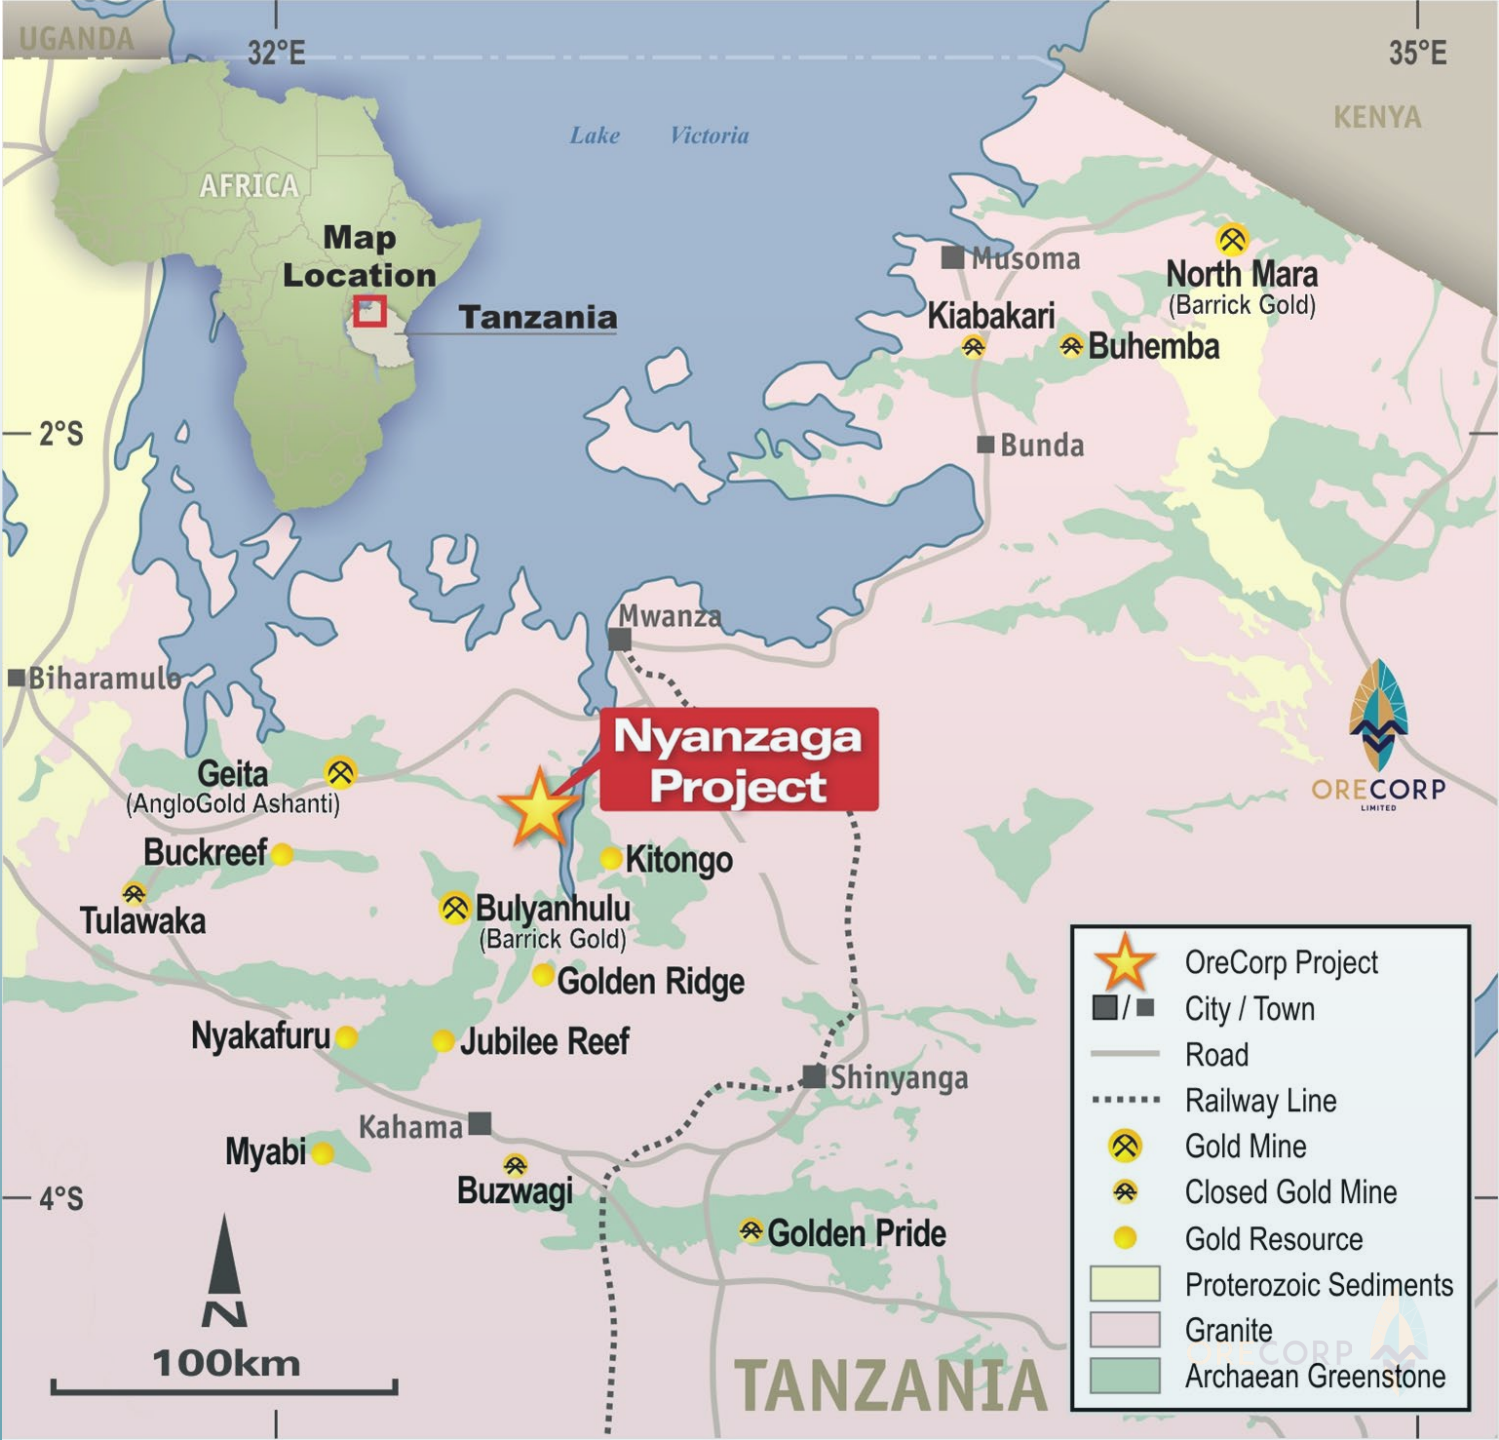 UGANDA
32°E
35°E
KENYA
Lake Victoria
AFRICA
Map
Location
Tanzania
Musoma
North Mara
(Barrick Gold)
Kiabakari
Buhemba
2°S
Bunda
Mwanza
Biharamulo
Nyanzaga
Project
Geita
(AngloGold Ashanti)
ORECORP
LIMITED
Buckreef
Kitongo
Tulawaka
Bulyanhulu
(Barrick Gold)
Golden Ridge
Nyakafuru
Jubilee Reef
Shinyanga
Kahama
Myabi
Buzwagi
4°S
Golden Pride
N
100km
TANZANIA
OreCorp Project
/ City / Town
Road
Railway Line
Gold Mine
Closed Gold Mine
Gold Resource
Proterozoic Sediments
Granite
ORECORP
Archaean Greenstone